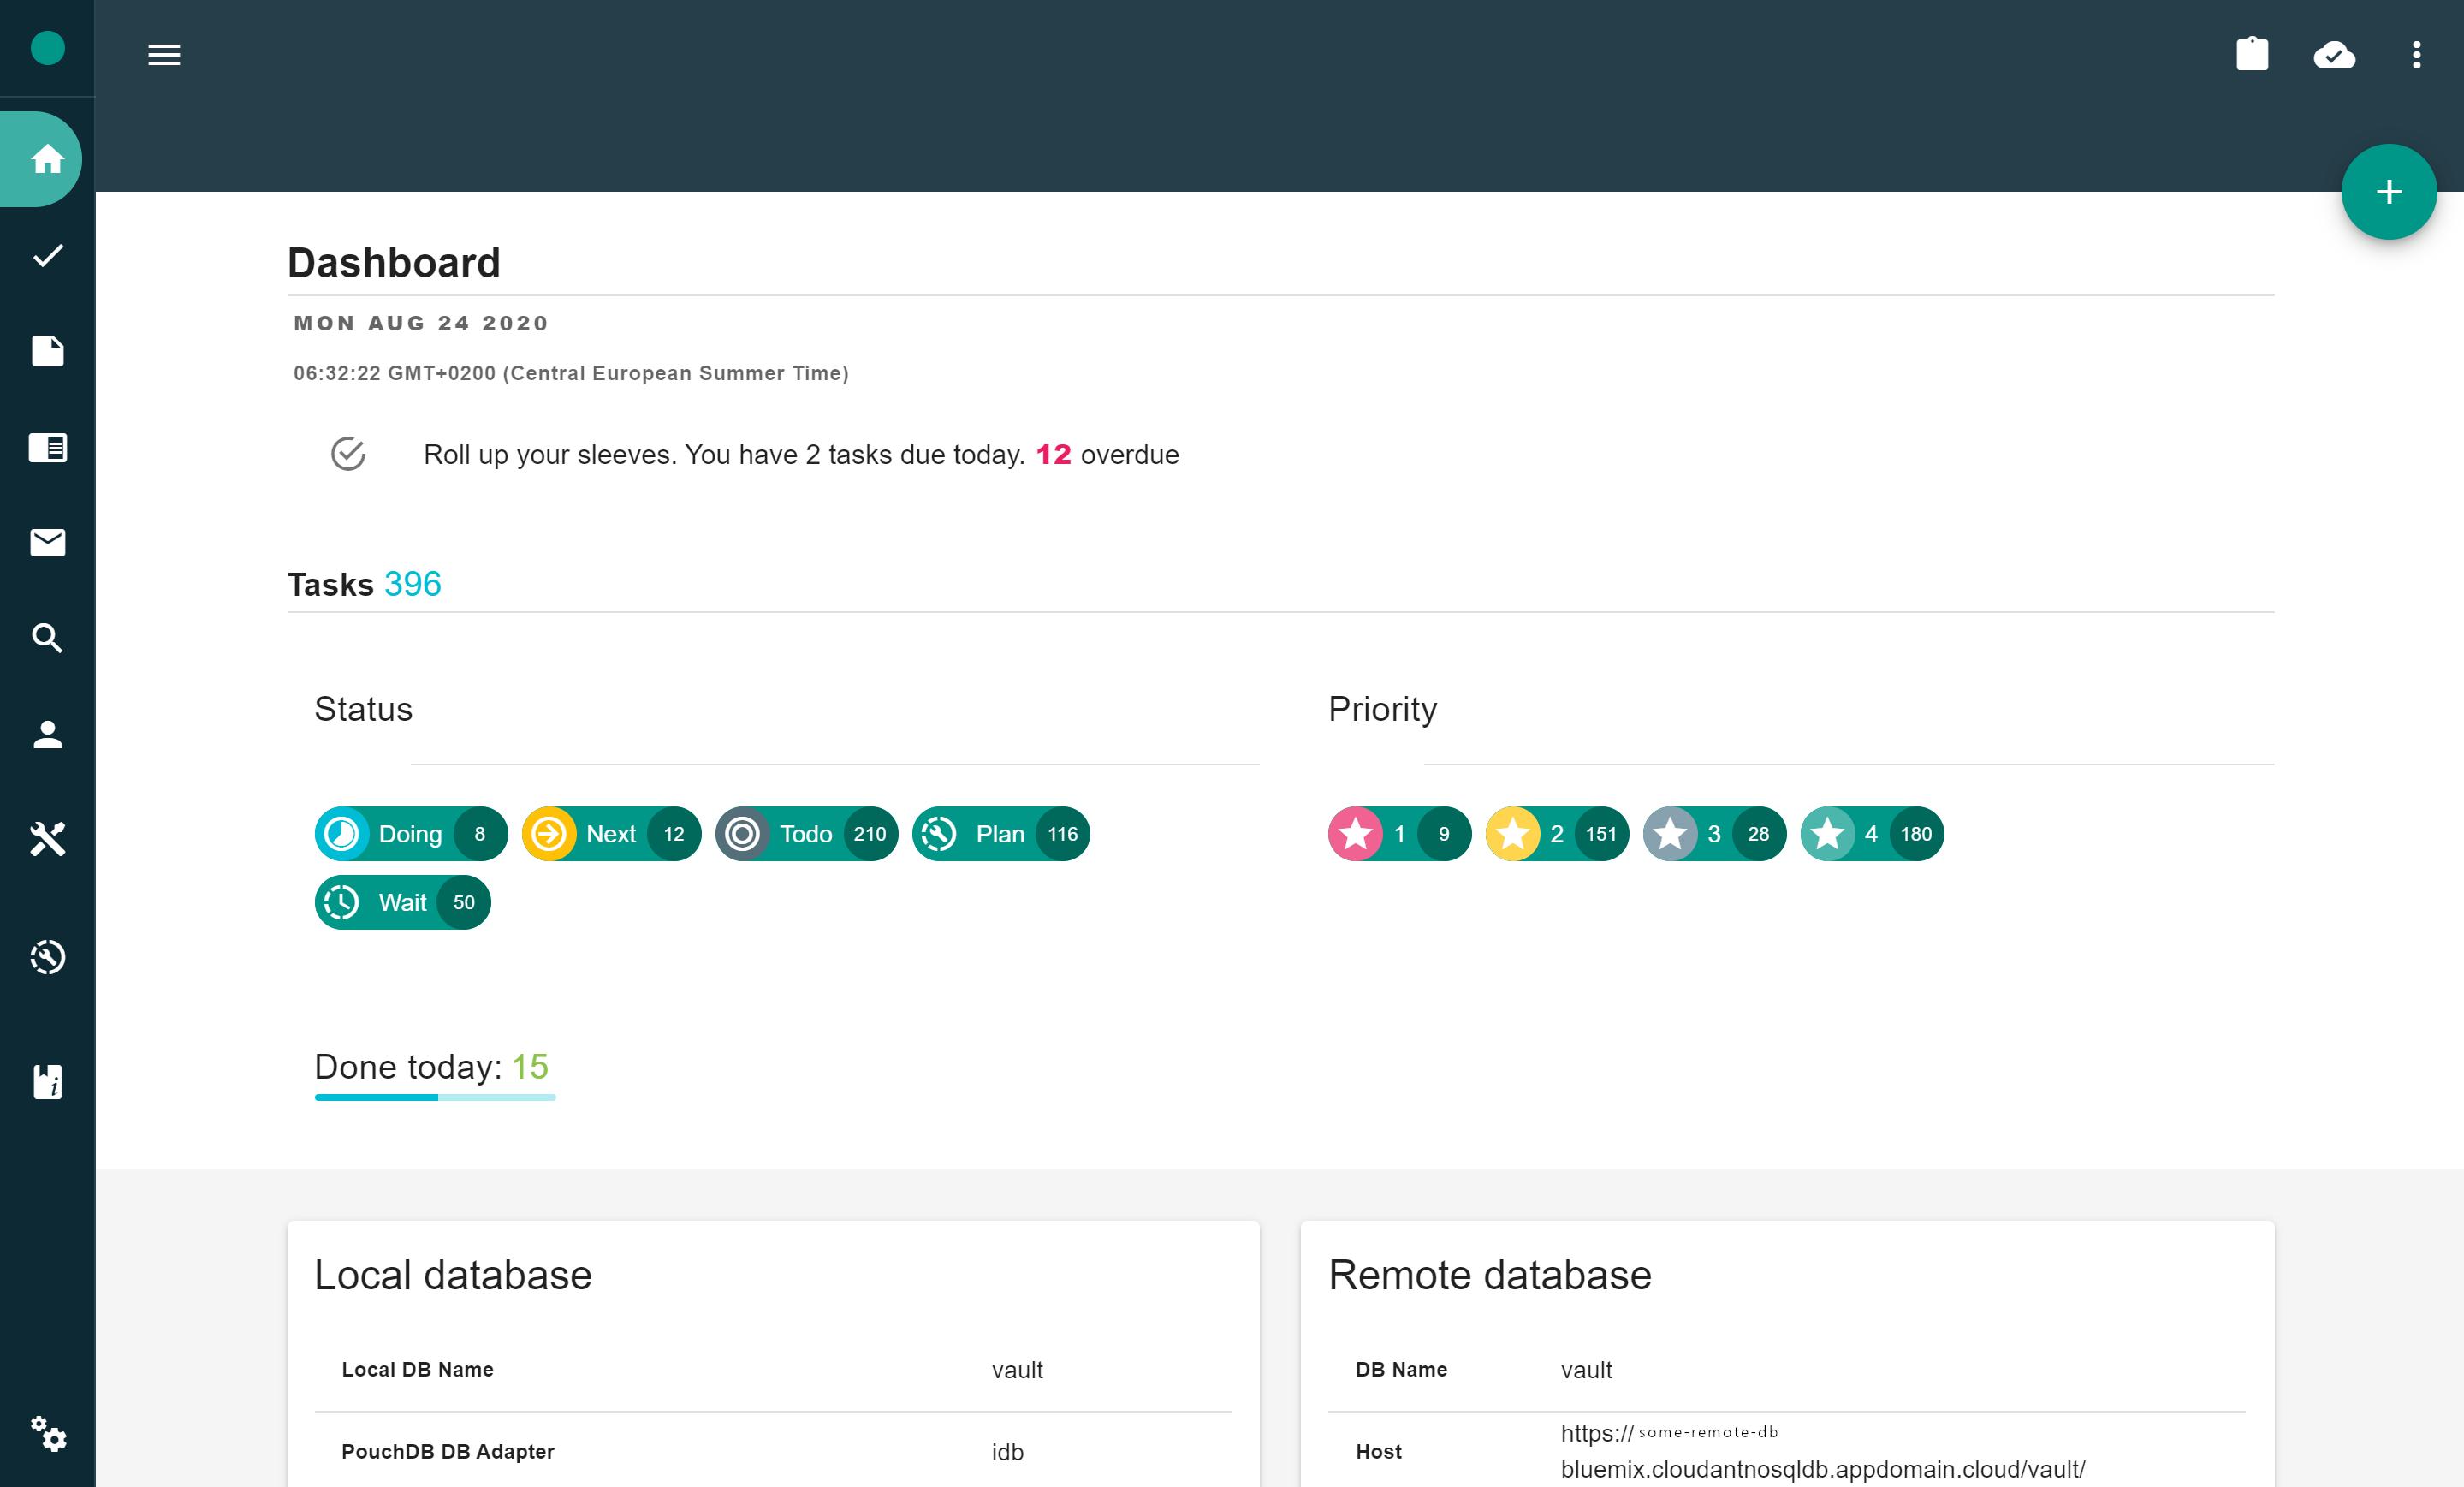 Dashboard
MON AUG 24 2020
06:32:22 GMT+0200 (Central European Summer Time)
Roll up your sleeves. You have 2 tasks due today. 12 overdue
Tasks 396
Status
Doing 8 Next 12 Todo 210 Plan 116
Wait 50
Priority
1 9 2 151 3 28 4 180
Done today: 15
Local database
Local DB Name vault
PouchDB DB Adapter idb
Remote database
DB Name vault
Host https://some-remote-db
bluemix.cloudantnosqldb.appdomain.cloud/vault/